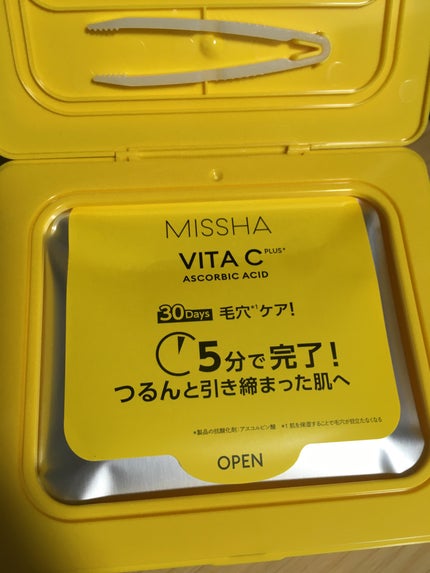 MISSHA
VITA C PLUS*
ASCORBIC ACID
30Days 毛穴*1ケア!
5分で完了!
つるんと引き締まった肌へ
*製品の抗酸化剤:アスコルビン酸 *1 肌を保湿することで毛穴が目立たなくなる
OPEN